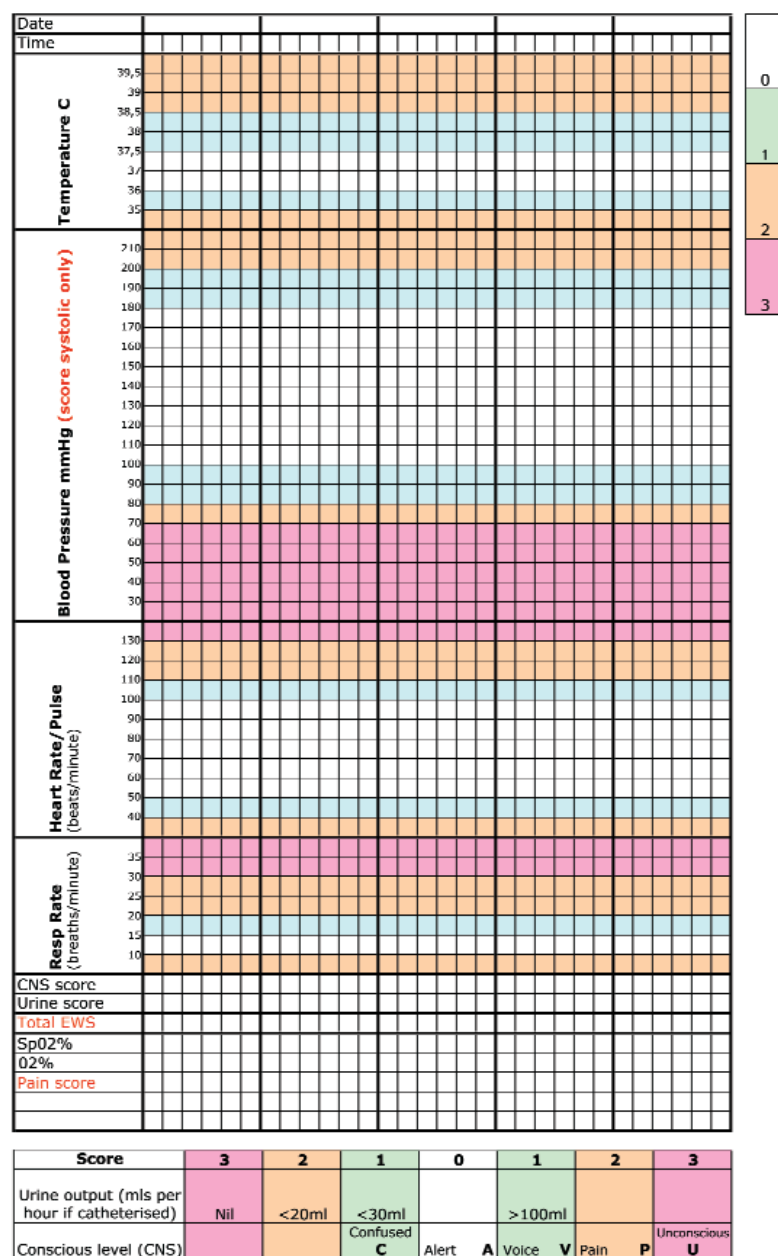 Date
Time
0
1
2
3
Temperature C
39,5
39
38,5
38
37,5
37
36
35
Blood Pressure mmHg (score systolic only)
210
200
190
180
170
160
150
140
130
120
110
100
90
80
70
60
50
40
30
Heart Rate/Pulse
(beats/minute)
130
120
110
100
90
80
70
60
50
40
Resp Rate
(breaths/minute)
35
30
25
20
15
10
CNS score
Urine score
Total EWS
Sp02%
02%
Pain score
Score 3 2 1 0 1 2 3
Urine output (mls per
hour if catheterised) Nil <20ml <30ml >100ml
Confused Unconscious
Conscious level (CNS) C Alert A Voice V Pain P U